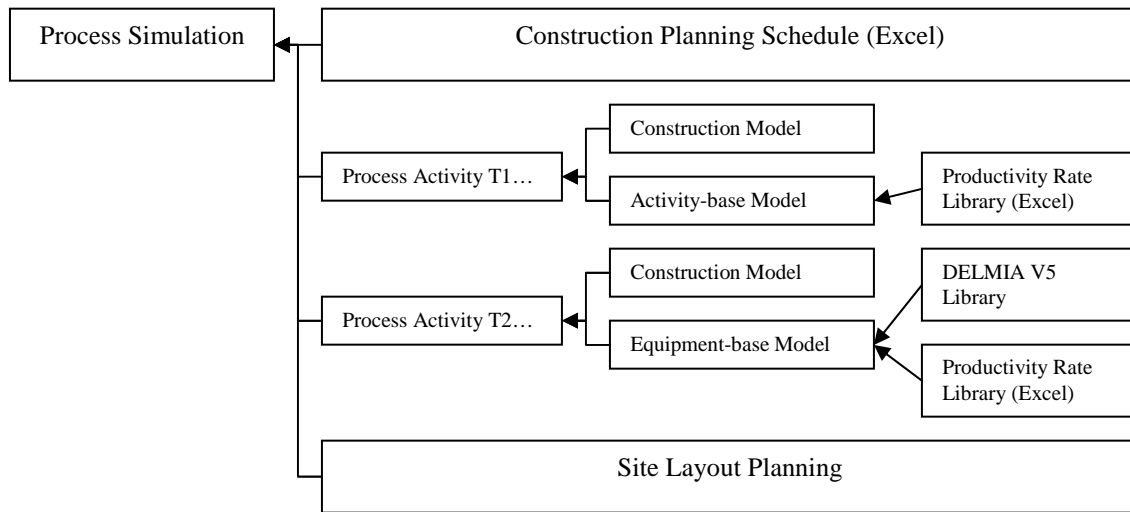 Process Simulation
Construction Planning Schedule (Excel)
Construction Model
Process Activity T1…
Activity-base Model
Productivity Rate
Library (Excel)
Construction Model
DELMIA V5
Library
Process Activity T2…
Equipment-base Model
Productivity Rate
Library (Excel)
Site Layout Planning